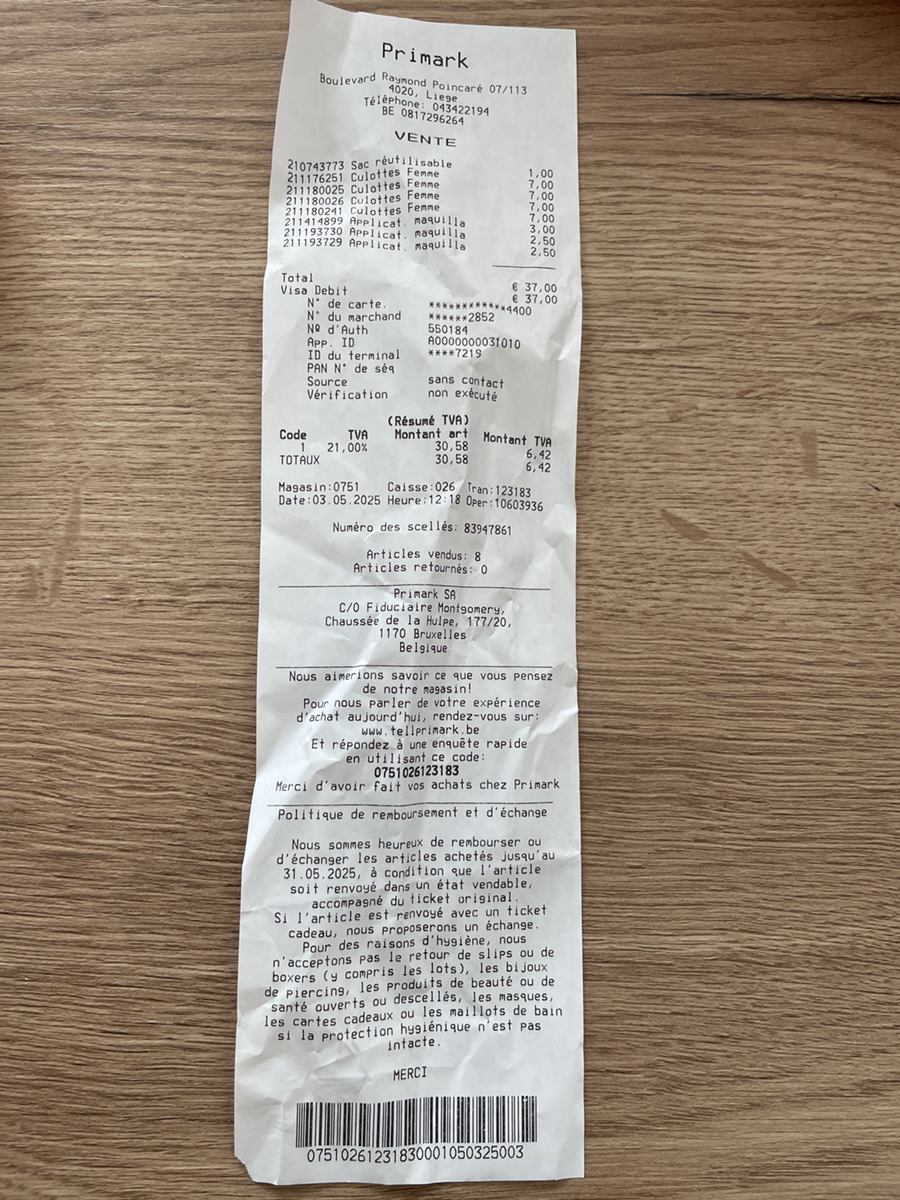 Primark
Boulevard Raymond Poincaré 07/113
4020, Liege
Téléphone: 043422194
BE 0817296264
VENTE
210743773 Sac réutilisable 1,00
211176251 Culottes Femme 7,00
211180025 Culottes Femme 7,00
211180026 Culottes Femme 7,00
211180241 Culottes Femme 7,00
211414899 Applicat. maquilla 3,00
211193730 Applicat. maquilla 2,50
211193729 Applicat. maquilla 2,50
Total € 37,00
Visa Debit € 37,00
N° de carte. ************4400
N° du marchand ******2852
Nº d'Auth 550184
App. ID A0000000031010
ID du terminal ****7219
PAN N° de séq
Source sans contact
Vérification non exécuté
(Résumé TVA)
Code TVA Montant art Montant TVA
1 21,00% 30,58 6,42
TOTAUX 30,58 6,42
Magasin:0751 Caisse:026 Tran:123183
Date:03.05.2025 Heure:12:18 Oper:10603936
Numéro des scellés: 83947861
Articles vendus: 8
Articles retournés: 0
Primark SA
C/O Fiduciaire Montgomery,
Chaussée de la Hulpe, 177/20,
1170 Bruxelles
Belgique
Nous aimerions savoir ce que vous pensez
de notre magasin!
Pour nous parler de votre expérience
d'achat aujourd'hui, rendez-vous sur:
www.tellprimark.be
Et répondez à une enquête rapide
en utilisant ce code:
0751026123183
Merci d'avoir fait vos achats chez Primark
Politique de remboursement et d'échange
Nous sommes heureux de rembourser ou
d'échanger les articles achetés jusqu'au
31.05.2025, à condition que l'article
soit renvoyé dans un état vendable,
accompagné du ticket original.
Si l'article est renvoyé avec un ticket
cadeau, nous proposerons un échange.
Pour des raisons d'hygiène, nous
n'acceptons pas le retour de slips ou de
boxers (y compris les lots), les bijoux
de piercing, les produits de beauté ou de
santé ouverts ou descellés, les masques,
les cartes cadeaux ou les maillots de bain
si la protection hygiénique n'est pas
intacte.
MERCI
07510261231830001050325003